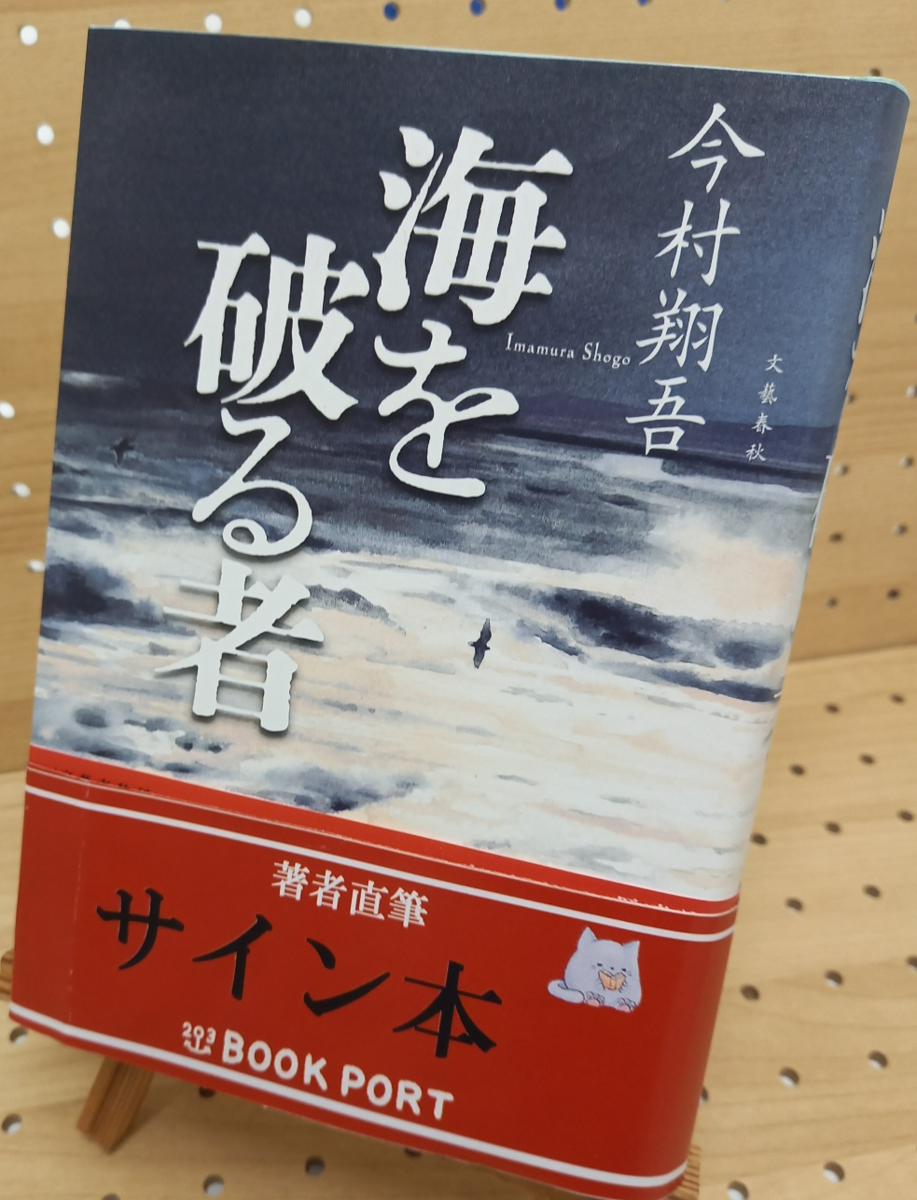 今村翔吾
Imamura Shogo
海を
破る者
文藝春秋
著者直筆
サイン本
203
BOOK PORT